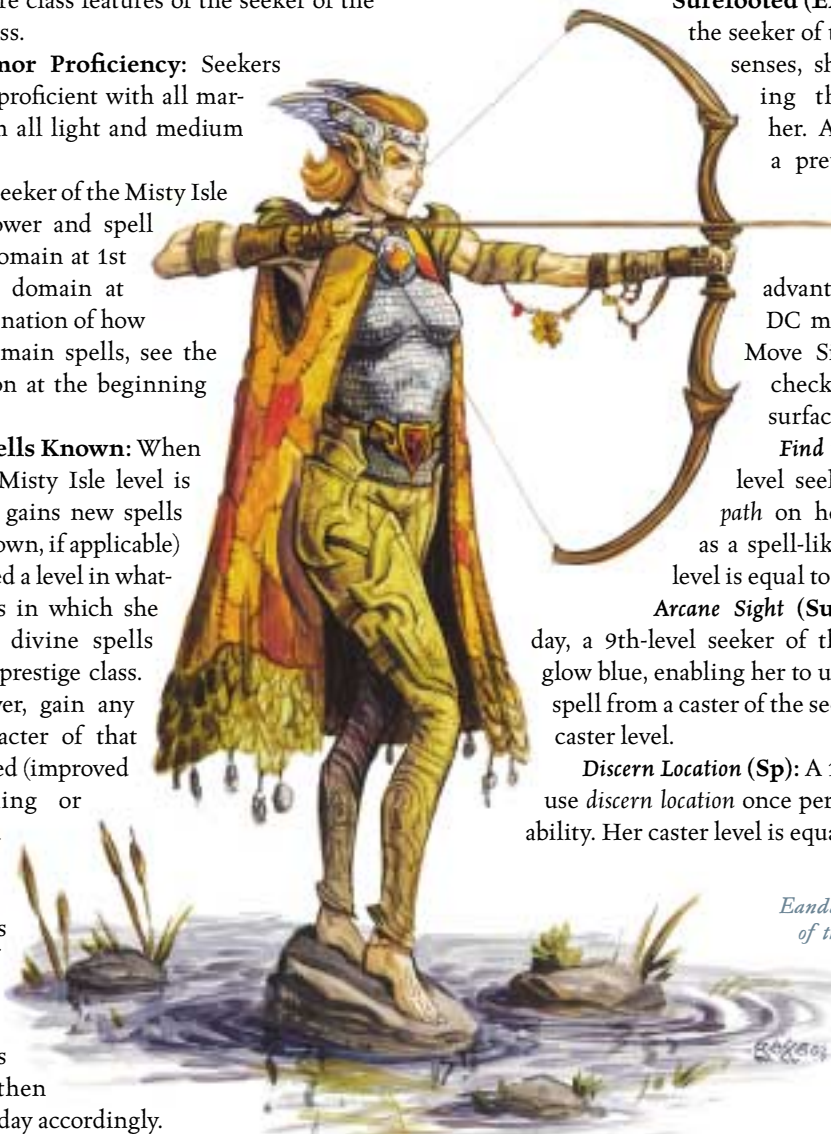 re class features of the seeker of the
ss.
mor Proficiency: Seekers
proficient with all mar-
n all light and medium
eeker of the Misty Isle
ower and spell
omain at 1st
domain at
nation of how
main spells, see the
on at the beginning
ells Known: When
Misty Isle level is
gains new spells
own, if applicable)
ed a level in what-
s in which she
divine spells
prestige class.
ver, gain any
acter of that
ed (improved
ing or
s
s
then
day accordingly.
Surefooted (E
the seeker of
senses, sh
ing th
her. A
a pre
advant
DC m
Move Si
check
surfac
Find
level seel
path on he
as a spell-lik
level is equal to
Arcane Sight (Su
day, a 9th-level seeker of th
glow blue, enabling her to u
spell from a caster of the se
caster level.
Discern Location (Sp): A 1
use discern location once per
ability. Her caster level is equa
Eand
of t